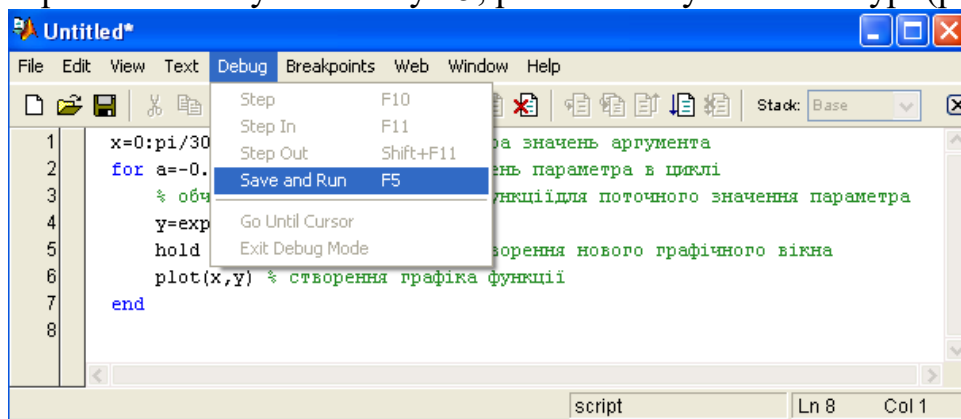 Untitled*
File Edit View Text Debug Breakpoints Web Window Help
Stack: Base
Step F10
Step In F11
Step Out Shift+F11
Save and Run F5
Go Until Cursor
Exit Debug Mode
1 x=0:pi/30 ра значень аргумента
2 for a=-0. ень параметра в циклі
3 % обч ункціїдля поточного значення параметра
4 y=exp
5 hold ворення нового графічного вікна
6 plot(x,y) % створення графіка функції
7 end
8
script Ln 8 Col 1